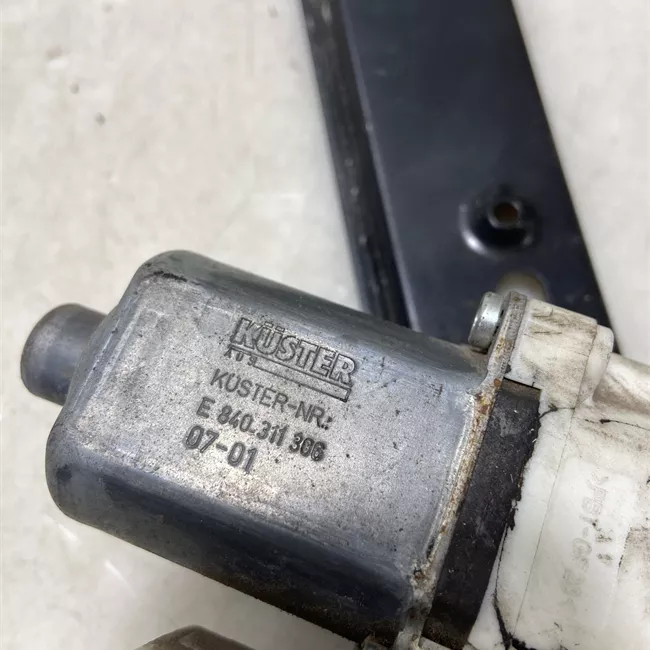 KÜSTER
KÜSTER-NR.:
E 840.311 306
07-01